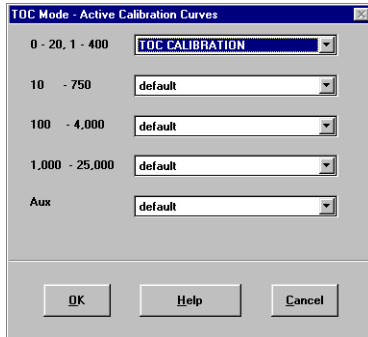 TOC Mode - Active Calibration Curves
0 - 20, 1 - 400 TOC CALIBRATION
10 - 750 default
100 - 4,000 default
1,000 - 25,000 default
Aux default
OK Help Cancel